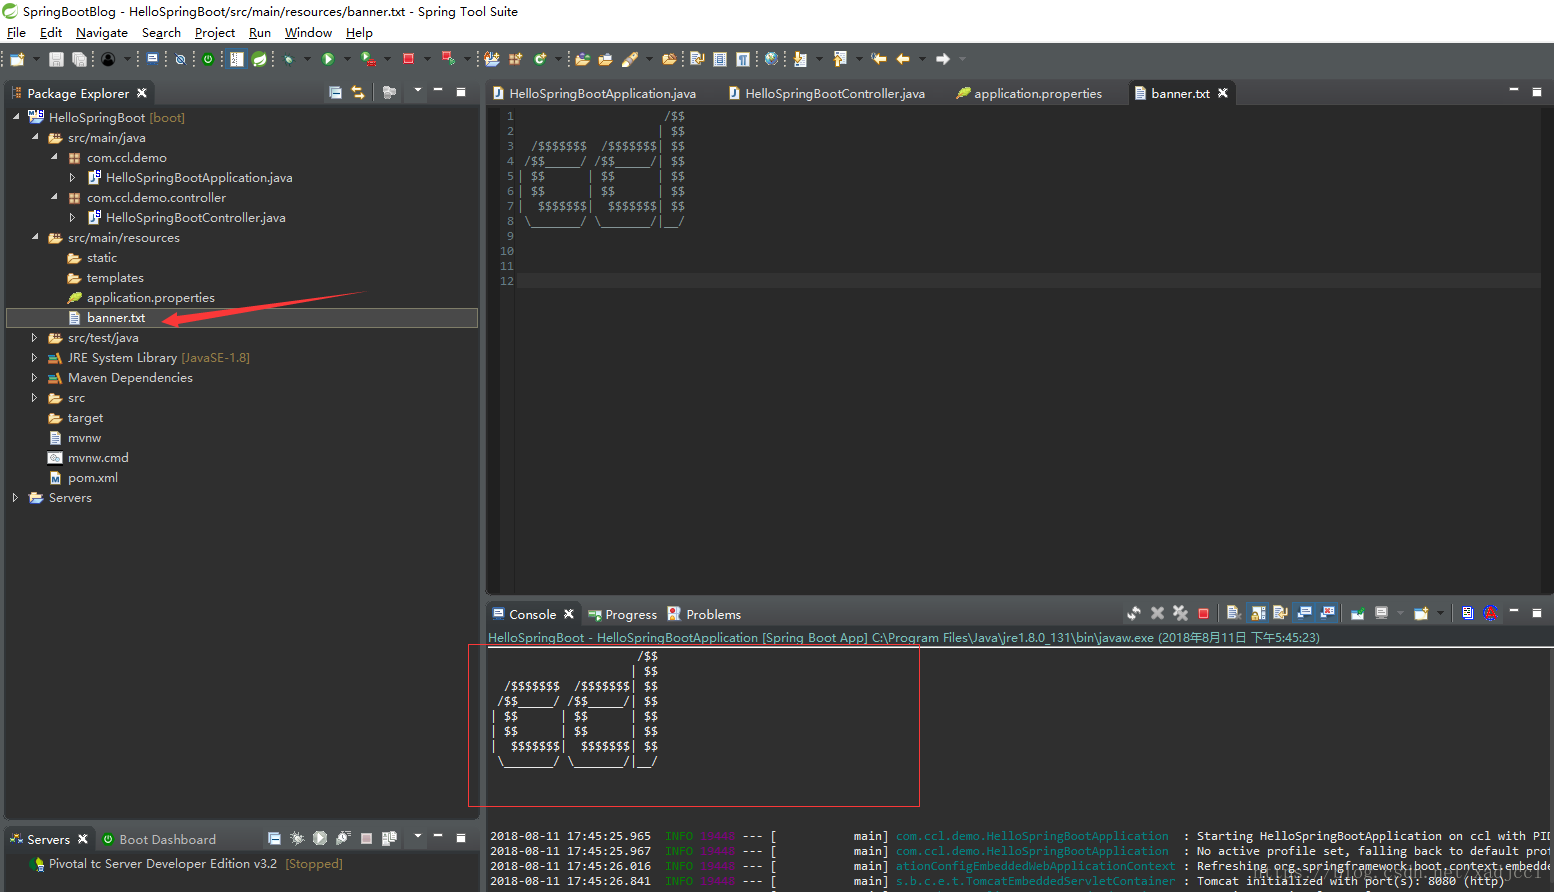 SpringBootBlog - HelloSpringBoot/src/main/resources/banner.txt - Spring Tool Suite
File Edit Navigate Search Project Run Window Help
Package Explorer
HelloSpringBoot [boot]
src/main/java
com.ccl.demo
HelloSpringBootApplication.java
com.ccl.demo.controller
HelloSpringBootController.java
src/main/resources
static
templates
application.properties
banner.txt
src/test/java
JRE System Library [JavaSE-1.8]
Maven Dependencies
src
target
mvnw
mvnw.cmd
pom.xml
Servers
Servers Boot Dashboard
Pivotal tc Server Developer Edition v3.2 [Stopped]
HelloSpringBootApplication.java HelloSpringBootController.java application.properties banner.txt
1                      /$$
2                     | $$
3   /$$$$$$$  /$$$$$$$| $$
4  /$$_____/ /$$_____/| $$
5 | $$      | $$      | $$
6 | $$      | $$      | $$
7 |  $$$$$$$|  $$$$$$$| $$
8  \_______/ \_______/|__/
9
10
11
12
Console Progress Problems
HelloSpringBoot - HelloSpringBootApplication [Spring Boot App] C:\Program Files\Java\jre1.8.0_131\bin\javaw.exe (2018年8月11日 下午5:45:23)
                     /$$
                    | $$
  /$$$$$$$  /$$$$$$$| $$
 /$$_____/ /$$_____/| $$
| $$      | $$      | $$
| $$      | $$      | $$
|  $$$$$$$|  $$$$$$$| $$
 \_______/ \_______/|__/
2018-08-11 17:45:25.965 INFO 19448 --- [ main] com.ccl.demo.HelloSpringBootApplication : Starting HelloSpringBootApplication on ccl with PID
2018-08-11 17:45:25.967 INFO 19448 --- [ main] com.ccl.demo.HelloSpringBootApplication : No active profile set, falling back to default prof
2018-08-11 17:45:26.016 INFO 19448 --- [ main] ationConfigEmbeddedWebApplicationContext : Refreshing org.springframework.boot.context.embedde
2018-08-11 17:45:26.841 INFO 19448 --- [ main] s.b.c.e.t.TomcatEmbeddedServletContainer : Tomcat initialized with port(s): 8080 (http)